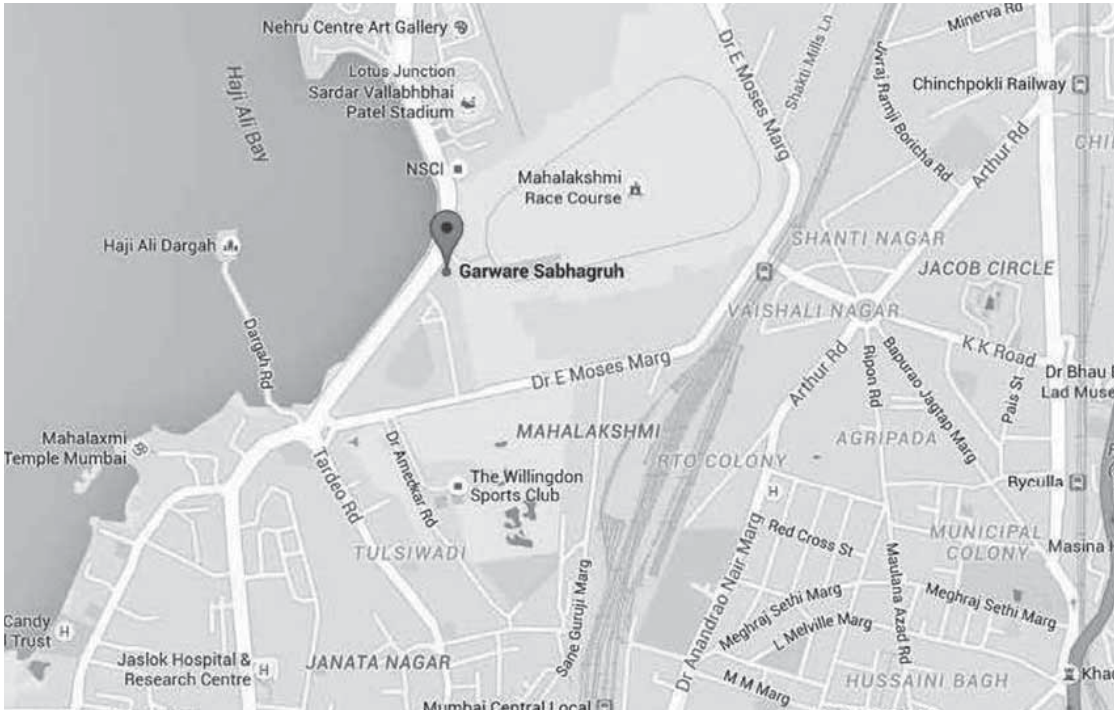 Minerva Rd
Nehru Centre Art Gallery
Dr E Moses Marg
Shakti Mills Ln
Haji Ali Bay
Lotus Junction
Sardar Vallabhbhai
Patel Stadium
Chinchpokli Railway
Ramji Boricha Rd
Arthur Rd
NSCI
Mahalakshmi
Race Course
Haji Ali Dargah
SHANTI NAGAR
Garware Sabhagruh
JACOB CIRCLE
VAISHALI NAGAR
Dargah Rd
K K Road
Dr E Moses Marg
Arthur Rd
Ripon Rd
Bapurao Jagtap Marg
Pais St
Dr Bhau
Lad
Mahalaxmi
Temple Mumbai
MAHALAKSHMI
AGRIPADA
Tardeo Rd
Dr Amedkar Rd
RTO COLONY
The Willingdon
Sports Club
H
Byculla
TULSIWADI
Red Cross St
MUNICIPAL
COLONY
Masina
Sane Guruji Marg
Dr Anandrao Nair Marg
Maulana Azad Rd
Meghraj Sethi Marg
Meghraj Sethi Marg
Candy
Trust
H
L Melville Marg
Jaslok Hospital &
Research Centre
H
JANATA NAGAR
M M Marg
HUSSAINI BAGH
Mumbai Central Local